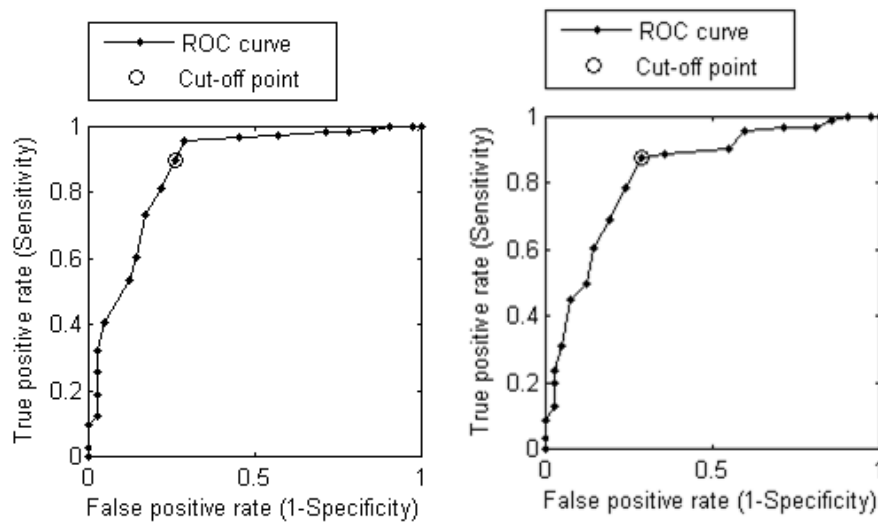 ROC curve
Cut-off point
1
0.8
0.6
0.4
0.2
0
0 0.5 1
True positive rate (Sensitivity)
False positive rate (1-Specificity)
ROC curve
Cut-off point
1
0.8
0.6
0.4
0.2
0
0 0.5 1
True positive rate (Sensitivity)
False positive rate (1-Specificity)